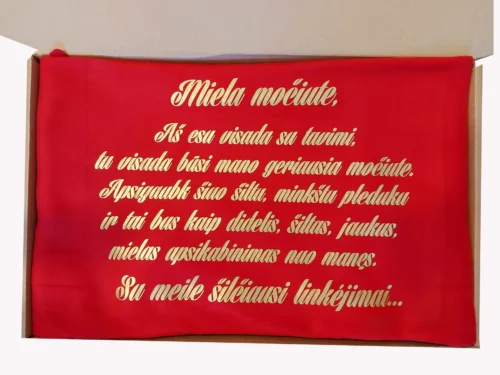 Miela močiute,
Aš esu visada su tavimi,
tu visada būsi mano geriausia močiute.
Apsigaubk šiuo šiltu, minkštu pleduku
ir tai bus kaip didelis, šiltas, jaukus,
mielas apsikabinimas nuo manęs.
Su meile šilčiausi linkėjimai...